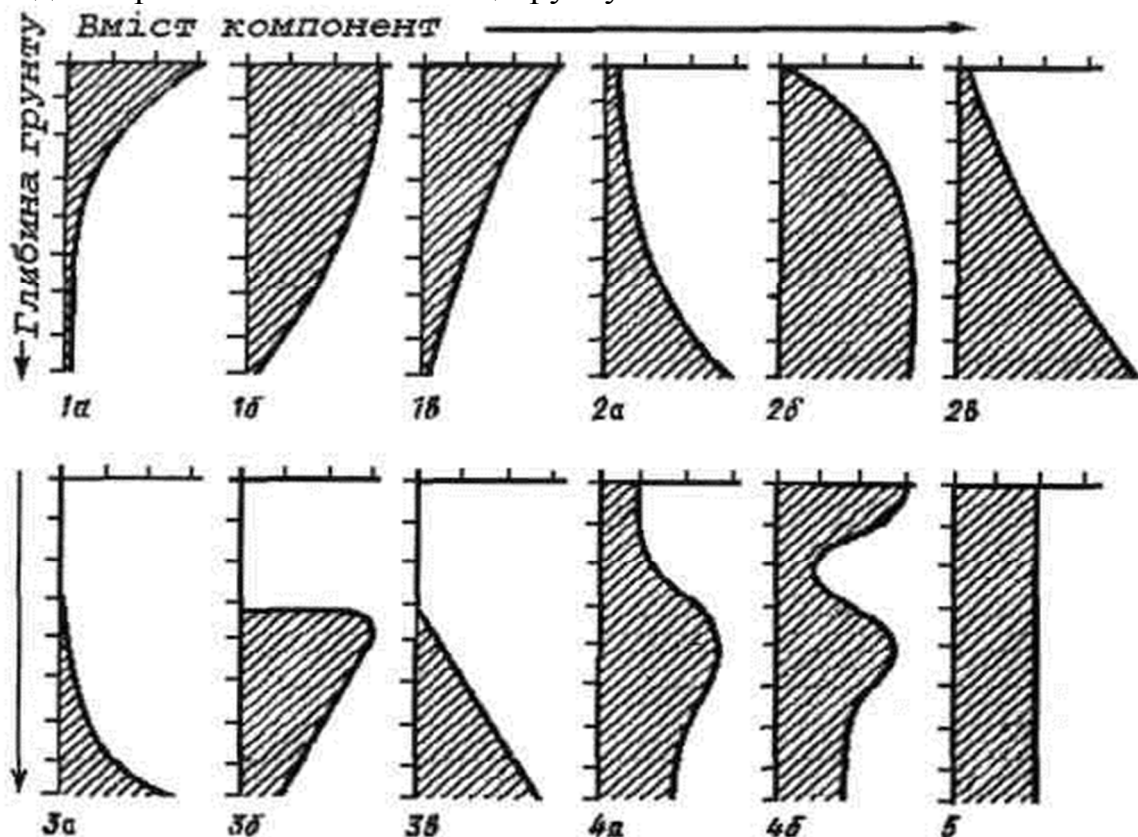 Вміст компонент
Глибина грунту
1а 1б 1в 2а 2б 2в
3а 3б 3в 4а 4б 5